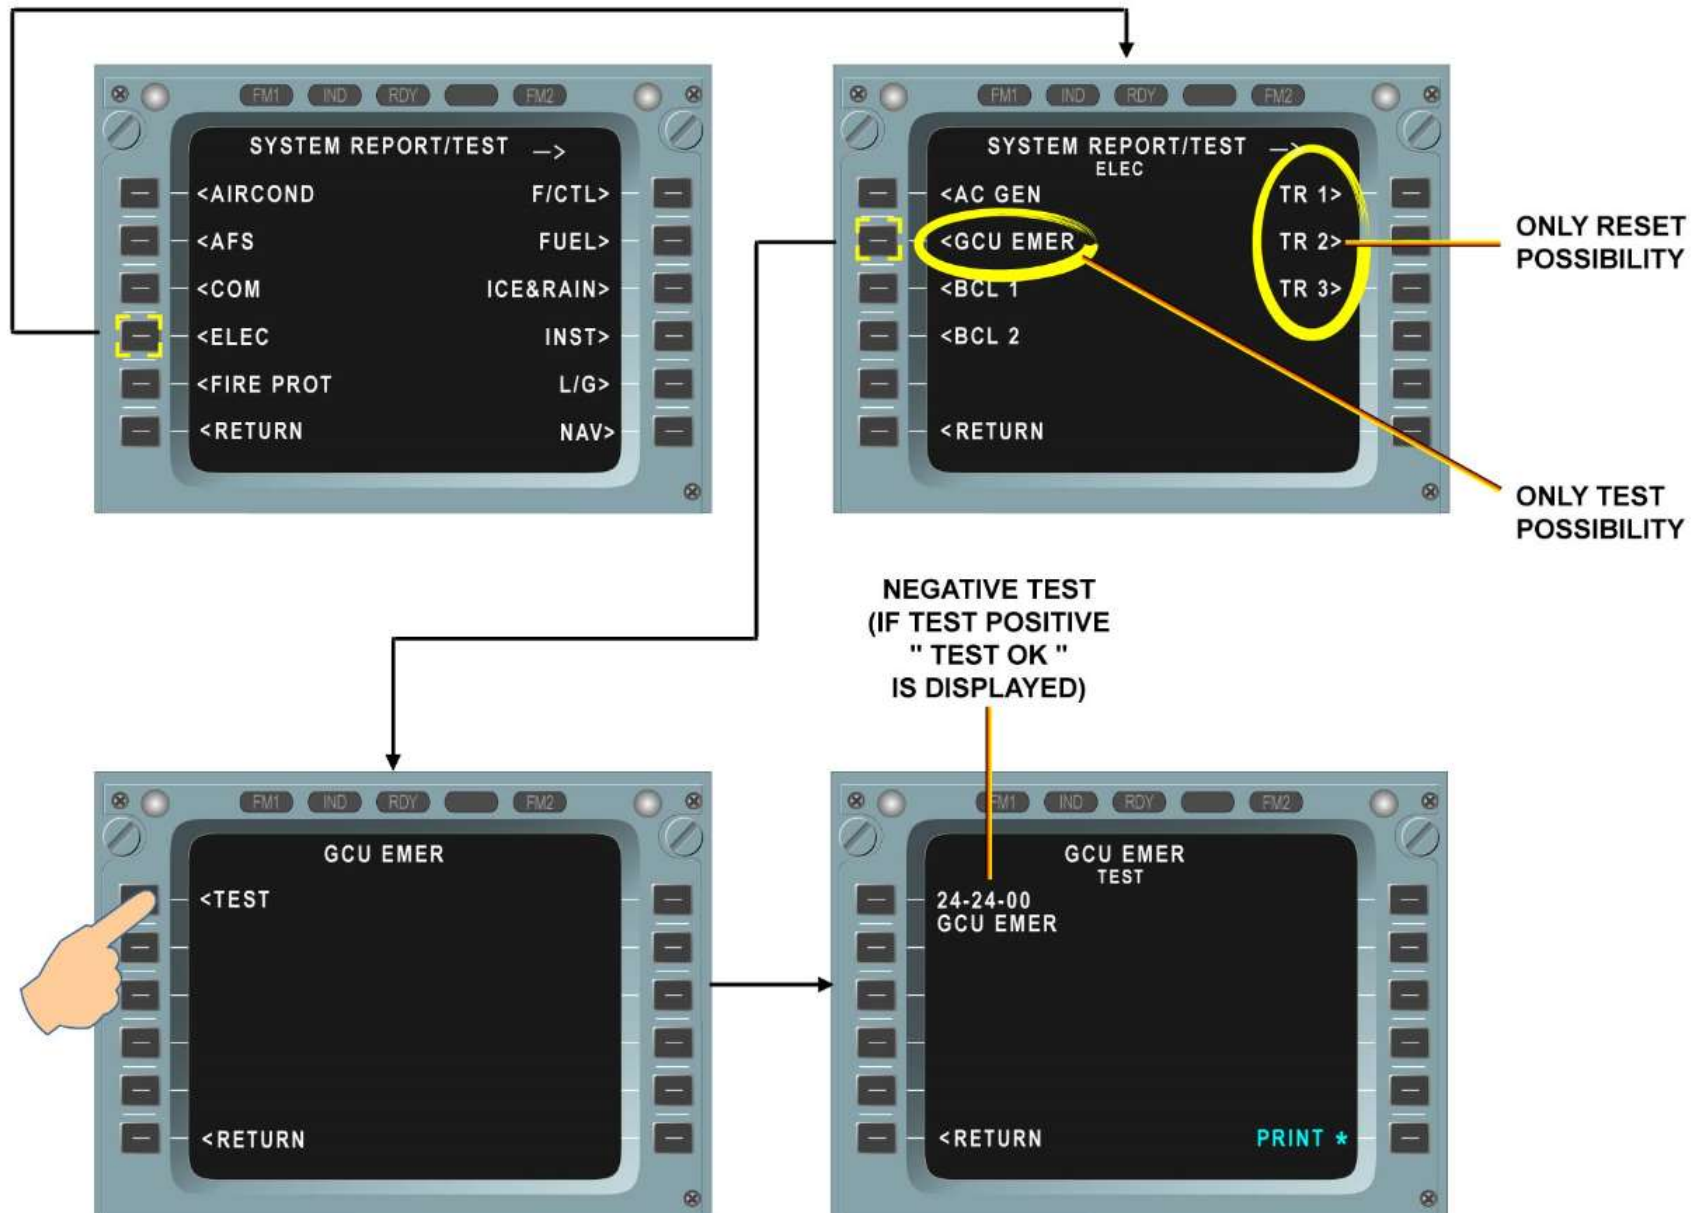 FM1 IND RDY FM2
SYSTEM REPORT/TEST —>
<AIRCOND F/CTL>
<AFS FUEL>
<COM ICE&RAIN>
<ELEC INST>
<FIRE PROT L/G>
<RETURN NAV>
FM1 IND RDY FM2
SYSTEM REPORT/TEST —>
ELEC
<AC GEN TR 1>
<GCU EMER TR 2>
<BCL 1 TR 3>
<BCL 2
<RETURN
ONLY RESET
POSSIBILITY
ONLY TEST
POSSIBILITY
NEGATIVE TEST
(IF TEST POSITIVE
" TEST OK "
IS DISPLAYED)
FM1 IND RDY FM2
GCU EMER
<TEST
<RETURN
FM1 IND RDY FM2
GCU EMER
TEST
24-24-00
GCU EMER
<RETURN PRINT *